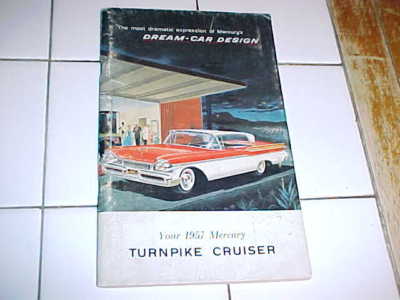 The most dramatic expression of Mercury's
DREAM-CAR DESIGN
Your 1957 Mercury
TURNPIKE CRUISER